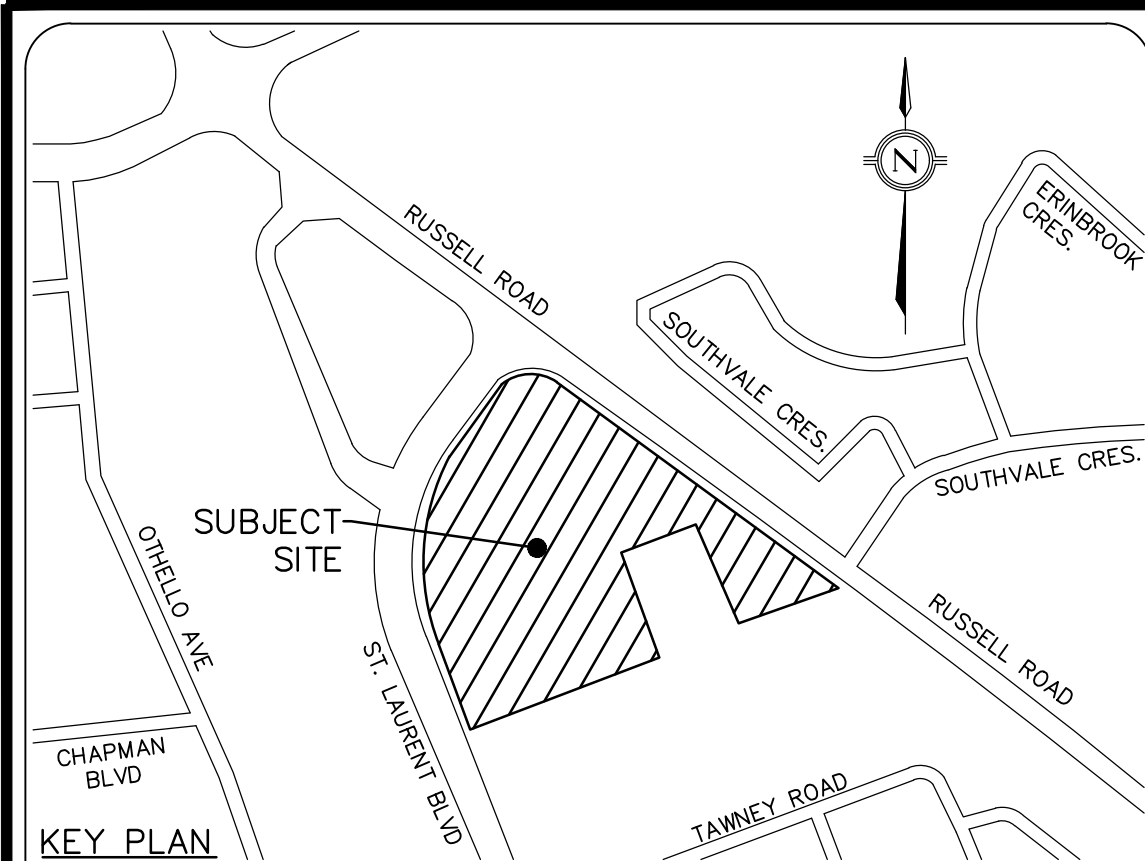 N
ERINBROOK
CRES.
RUSSELL ROAD
SOUTHVALE CRES.
SOUTHVALE CRES.
SUBJECT
SITE
OTHELLO AVE
RUSSELL ROAD
ST. LAURENT BLVD
CHAPMAN
BLVD
TAWNEY ROAD
KEY PLAN